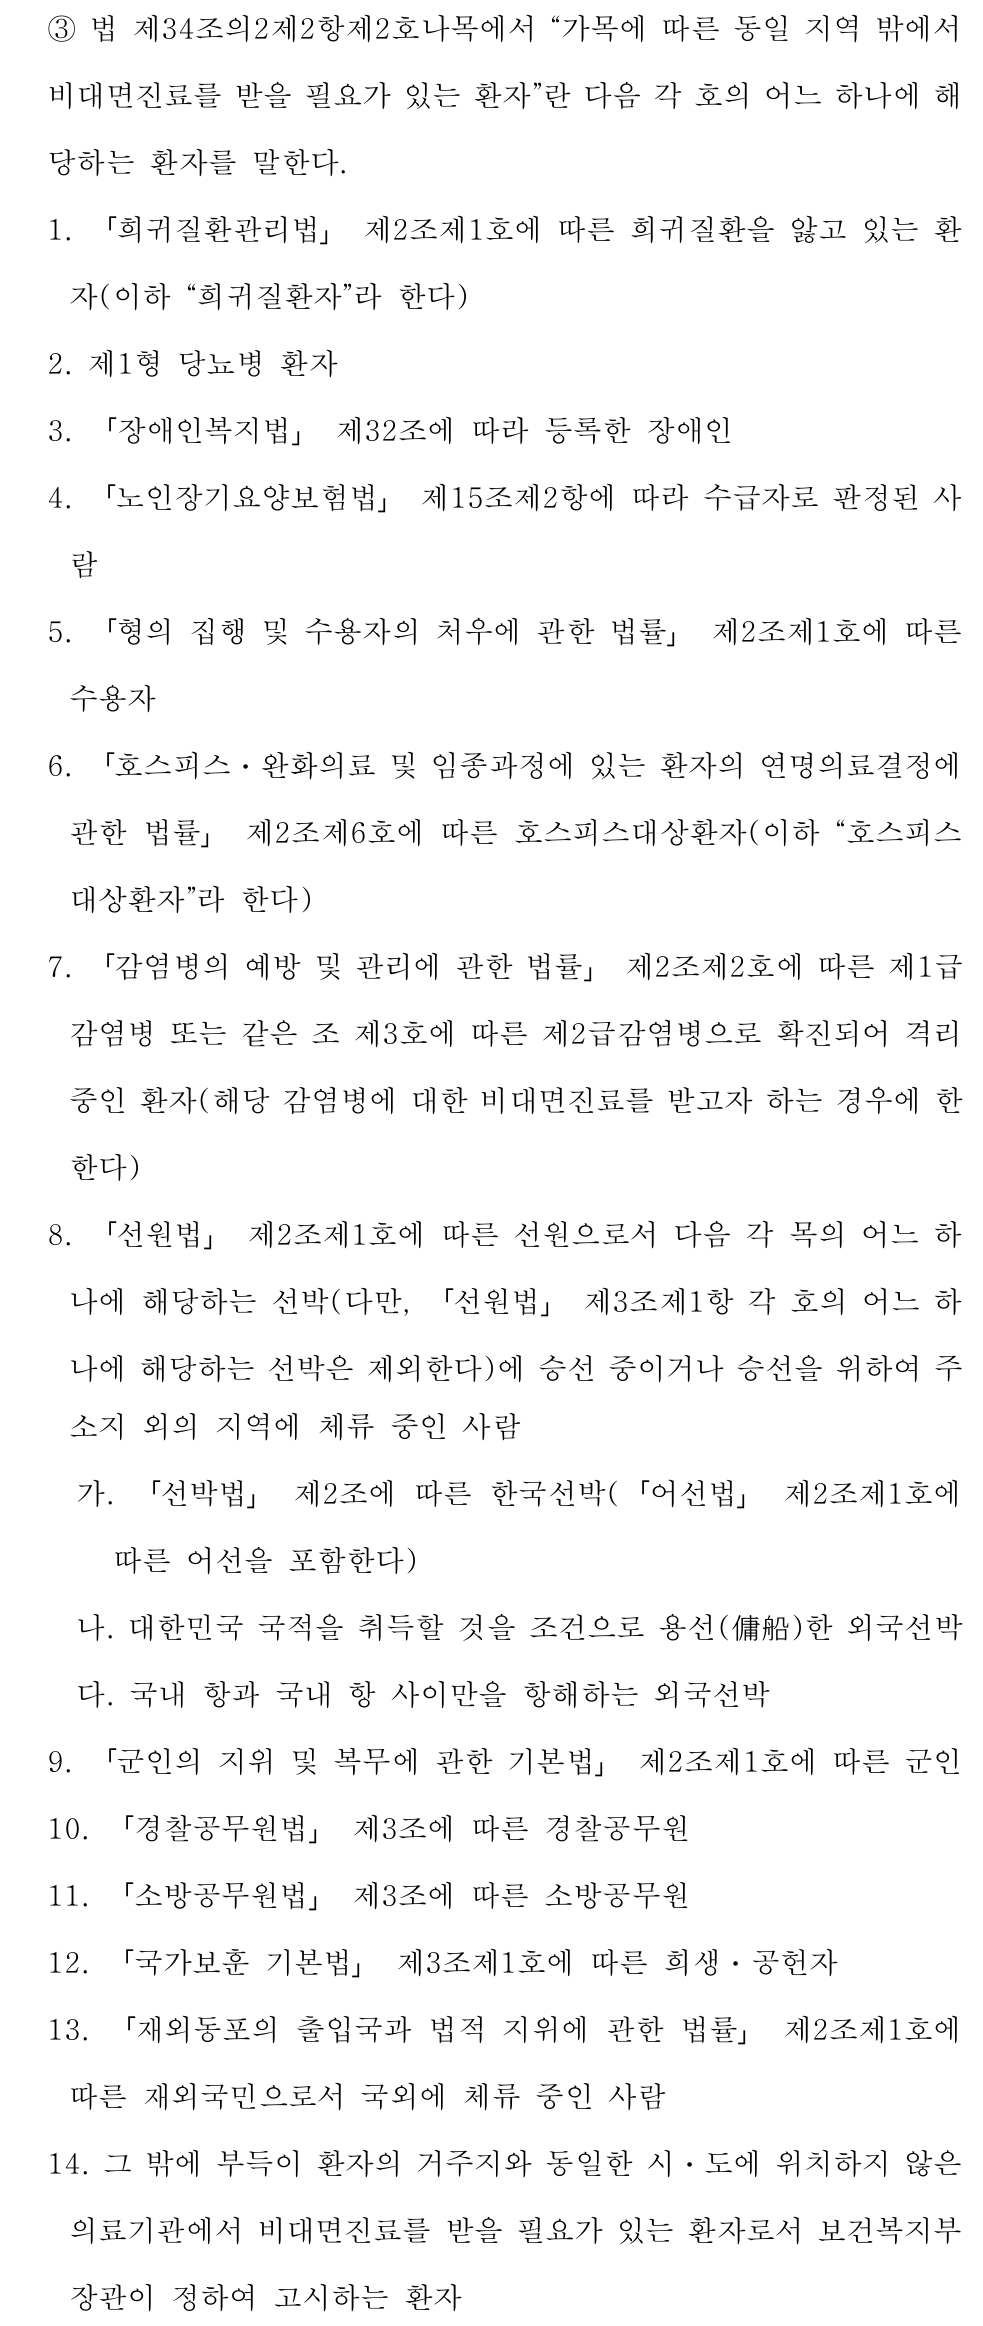 ③ 법 제34조의2제2항제2호나목에서 “가목에 따른 동일 지역 밖에서
비대면진료를 받을 필요가 있는 환자”란 다음 각 호의 어느 하나에 해
당하는 환자를 말한다.
1. 「희귀질환관리법」 제2조제1호에 따른 희귀질환을 앓고 있는 환
자(이하 “희귀질환자”라 한다)
2. 제1형 당뇨병 환자
3. 「장애인복지법」 제32조에 따라 등록한 장애인
4. 「노인장기요양보험법」 제15조제2항에 따라 수급자로 판정된 사
람
5. 「형의 집행 및 수용자의 처우에 관한 법률」 제2조제1호에 따른
수용자
6. 「호스피스ㆍ완화의료 및 임종과정에 있는 환자의 연명의료결정에
관한 법률」 제2조제6호에 따른 호스피스대상환자(이하 “호스피스
대상환자”라 한다)
7. 「감염병의 예방 및 관리에 관한 법률」 제2조제2호에 따른 제1급
감염병 또는 같은 조 제3호에 따른 제2급감염병으로 확진되어 격리
중인 환자(해당 감염병에 대한 비대면진료를 받고자 하는 경우에 한
한다)
8. 「선원법」 제2조제1호에 따른 선원으로서 다음 각 목의 어느 하
나에 해당하는 선박(다만, 「선원법」 제3조제1항 각 호의 어느 하
나에 해당하는 선박은 제외한다)에 승선 중이거나 승선을 위하여 주
소지 외의 지역에 체류 중인 사람
가. 「선박법」 제2조에 따른 한국선박(「어선법」 제2조제1호에
따른 어선을 포함한다)
나. 대한민국 국적을 취득할 것을 조건으로 용선(傭船)한 외국선박
다. 국내 항과 국내 항 사이만을 항해하는 외국선박
9. 「군인의 지위 및 복무에 관한 기본법」 제2조제1호에 따른 군인
10. 「경찰공무원법」 제3조에 따른 경찰공무원
11. 「소방공무원법」 제3조에 따른 소방공무원
12. 「국가보훈 기본법」 제3조제1호에 따른 희생ㆍ공헌자
13. 「재외동포의 출입국과 법적 지위에 관한 법률」 제2조제1호에
따른 재외국민으로서 국외에 체류 중인 사람
14. 그 밖에 부득이 환자의 거주지와 동일한 시ㆍ도에 위치하지 않은
의료기관에서 비대면진료를 받을 필요가 있는 환자로서 보건복지부
장관이 정하여 고시하는 환자